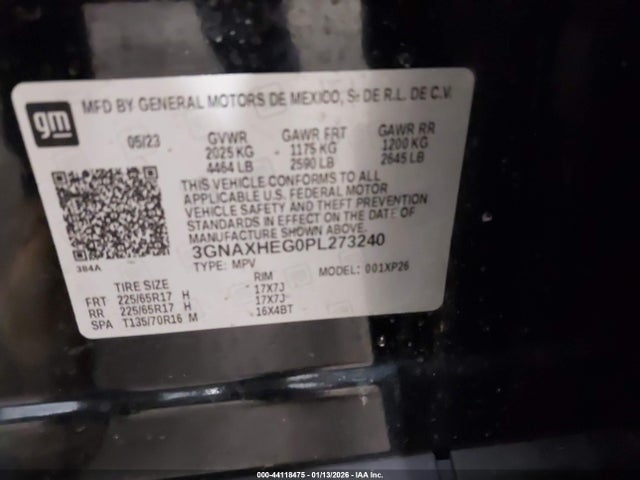 gm
MFD BY GENERAL MOTORS DE MEXICO, S. DE R.L. DE C.V.
05/23 GVWR GAWR FRT GAWR RR
2025 KG 1175 KG 1200 KG
4464 LB 2590 LB 2645 LB
THIS VEHICLE CONFORMS TO ALL
APPLICABLE U.S. FEDERAL MOTOR
VEHICLE SAFETY AND THEFT PREVENTION
STANDARDS IN EFFECT ON THE DATE OF
MANUFACTURE SHOWN ABOVE.
384A
3GNAXHEG0PL273240
TYPE: MPV MODEL: 001XP26
TIRE SIZE RIM
FRT 225/65R17 H 17X7J
RR 225/65R17 H 17X7J
SPA T135/70R16 M 16X4BT
000-44118475 - 01/13/2026 - IAA Inc.